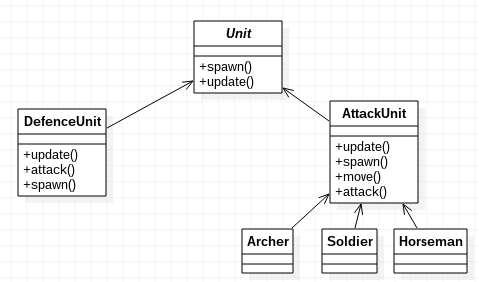 Unit
+spawn()
+update()
DefenceUnit
+update()
+attack()
+spawn()
AttackUnit
+update()
+spawn()
+move()
+attack()
Archer
Soldier
Horseman